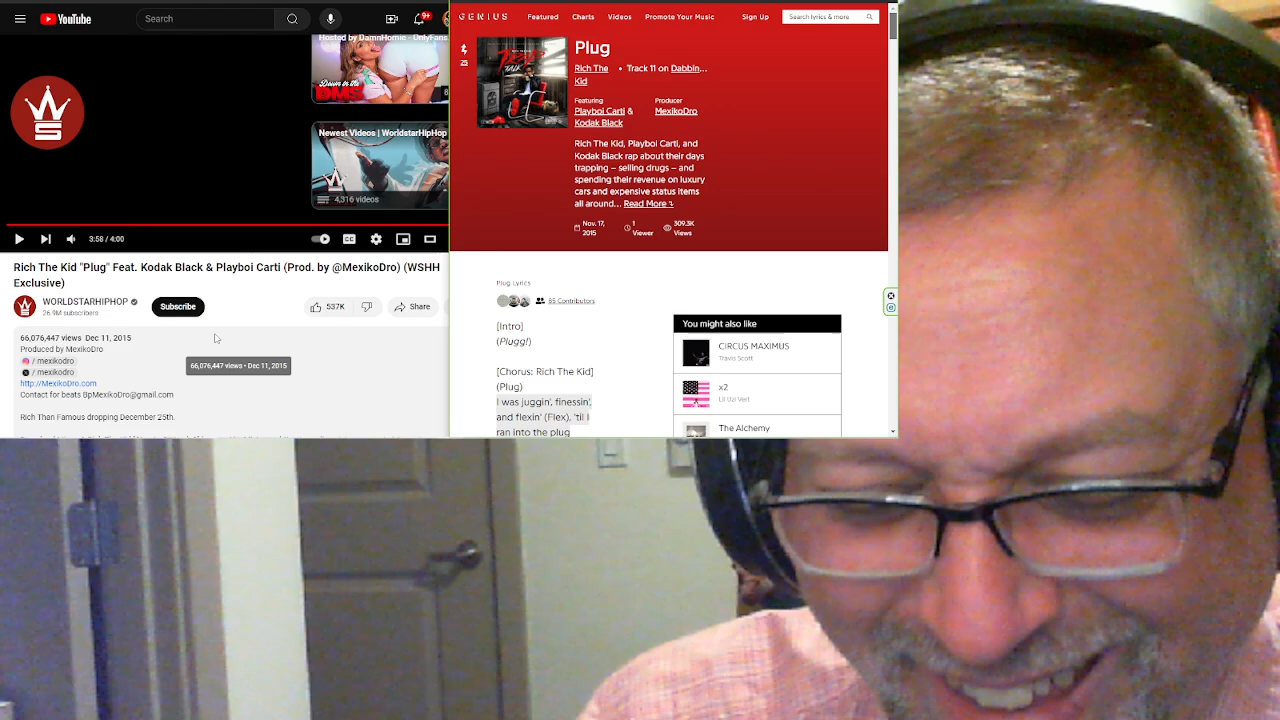 YouTube
Search
9+
Hosted by DamnHomie - OnlyFans
Down in the
DMS
8
Newest Videos | WorldstarHipHop
4,316 videos
3:58 / 4:00
Rich The Kid "Plug" Feat. Kodak Black & Playboi Carti (Prod. by @MexikoDro) (WSHH
Exclusive)
WORLDSTARHIPHOP
26.9M subscribers
Subscribe
537K
Share
66,076,447 views Dec 11, 2015
Produced by MexikoDro
/ mexikodro
/ mexikodro
66,076,447 views • Dec 11, 2015
http://MexikoDro.com
Contact for beats BpMexikoDro@gmail.com
Rich Than Famous dropping December 25th.
GENIUS
Featured
Charts
Videos
Promote Your Music
Sign Up
Search lyrics & more
25
Plug
Rich The
Kid
• Track 11 on Dabbin...
Featuring
Playboi Carti &
Kodak Black
Producer
MexikoDro
Rich The Kid, Playboi Carti, and
Kodak Black rap about their days
trapping – selling drugs – and
spending their revenue on luxury
cars and expensive status items
all around... Read More
Nov. 17,
2015
1
Viewer
309.3K
Views
Plug Lyrics
85 Contributors
[Intro]
(Plugg!)
[Chorus: Rich The Kid]
(Plug)
I was juggin', finessin',
and flexin' (Flex), 'til I
ran into the plug
You might also like
CIRCUS MAXIMUS
Travis Scott
x2
Lil Uzi Vert
The Alchemy